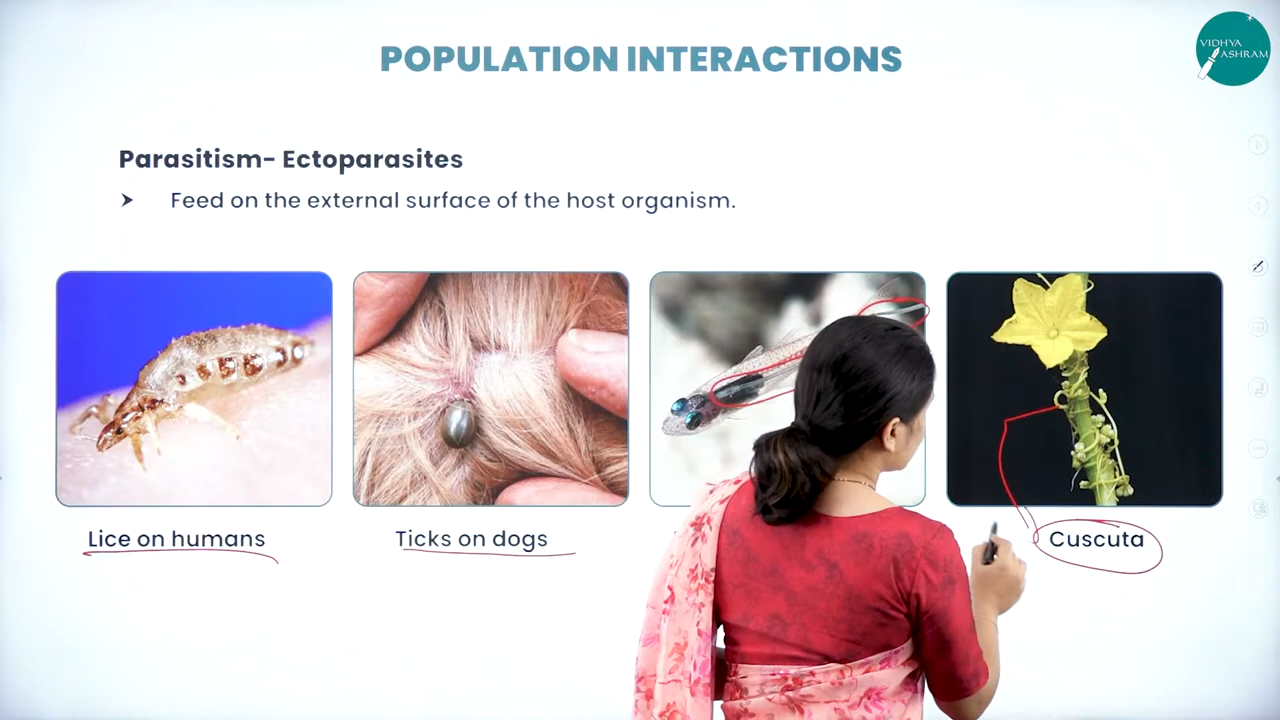 VIDHYA
ASHRAM
POPULATION INTERACTIONS
Parasitism- Ectoparasites
➤ Feed on the external surface of the host organism.
Lice on humans
Ticks on dogs
Cuscuta